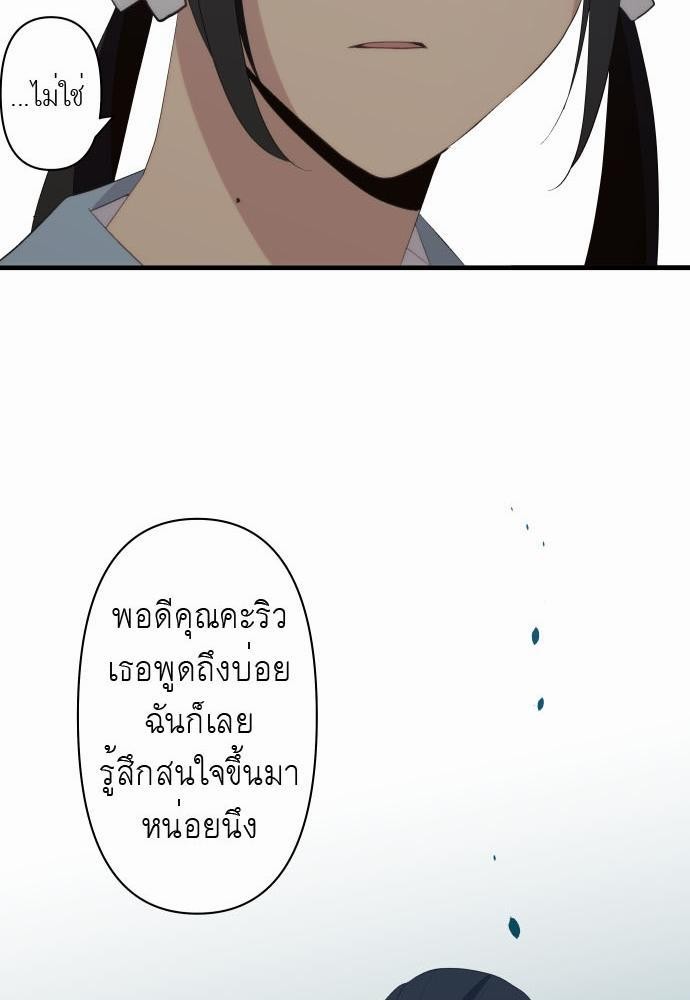 ...ไม่ใช่
พอดีคุณคะริว
เธอพูดถึงบ่อย
ฉันก็เลย
รู้สึกสนใจขึ้นมา
หน่อยนึง